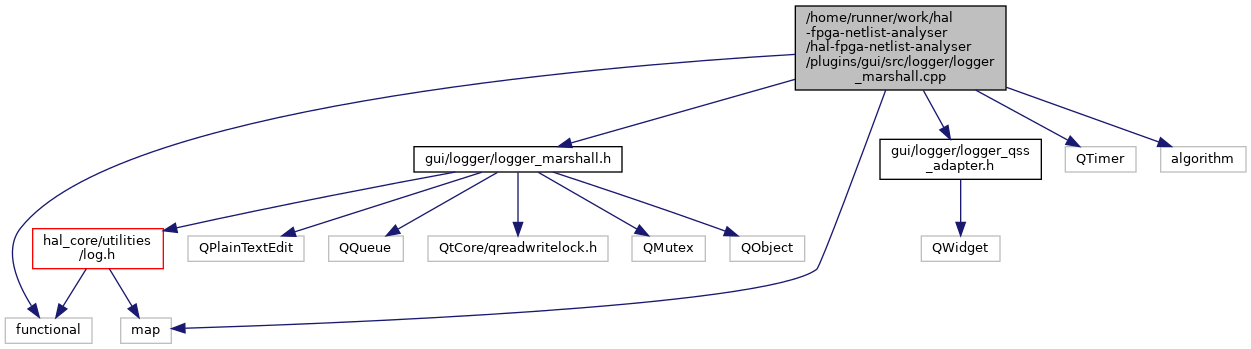 /home/runner/work/hal
-fpga-netlist-analyser
/hal-fpga-netlist-analyser
/plugins/gui/src/logger/logger
_marshall.cpp
gui/logger/logger_marshall.h
gui/logger/logger_qss
_adapter.h
QTimer
algorithm
hal_core/utilities
/log.h
QPlainTextEdit
QQueue
QtCore/qreadwritelock.h
QMutex
QObject
QWidget
functional
map